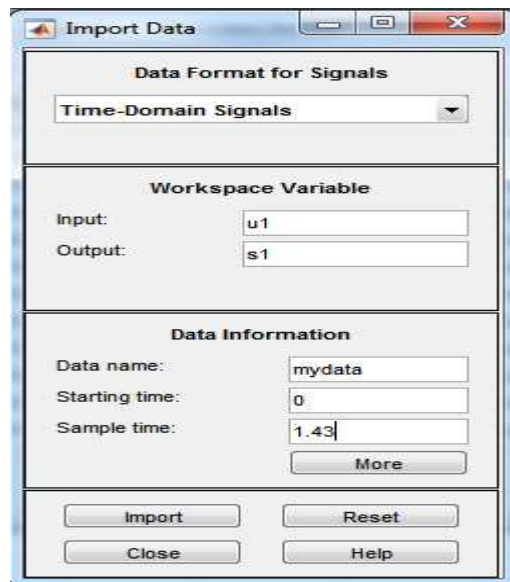 Import Data
Data Format for Signals
Time-Domain Signals
Workspace Variable
Input: u1
Output: s1
Data Information
Data name: mydata
Starting time: 0
Sample time: 1.43
More
Import Reset
Close Help